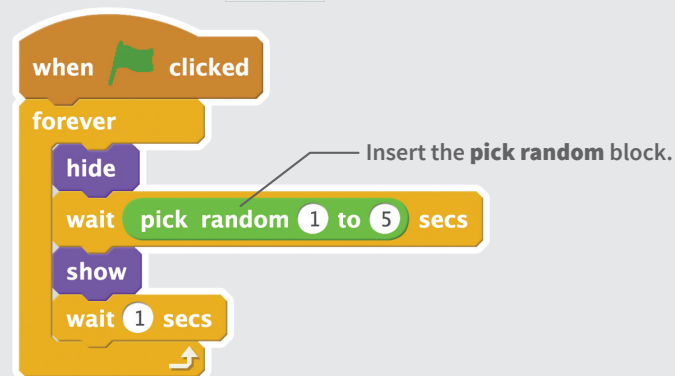 when clicked
forever
hide
Insert the pick random block.
wait pick random 1 to 5 secs
show
wait 1 secs